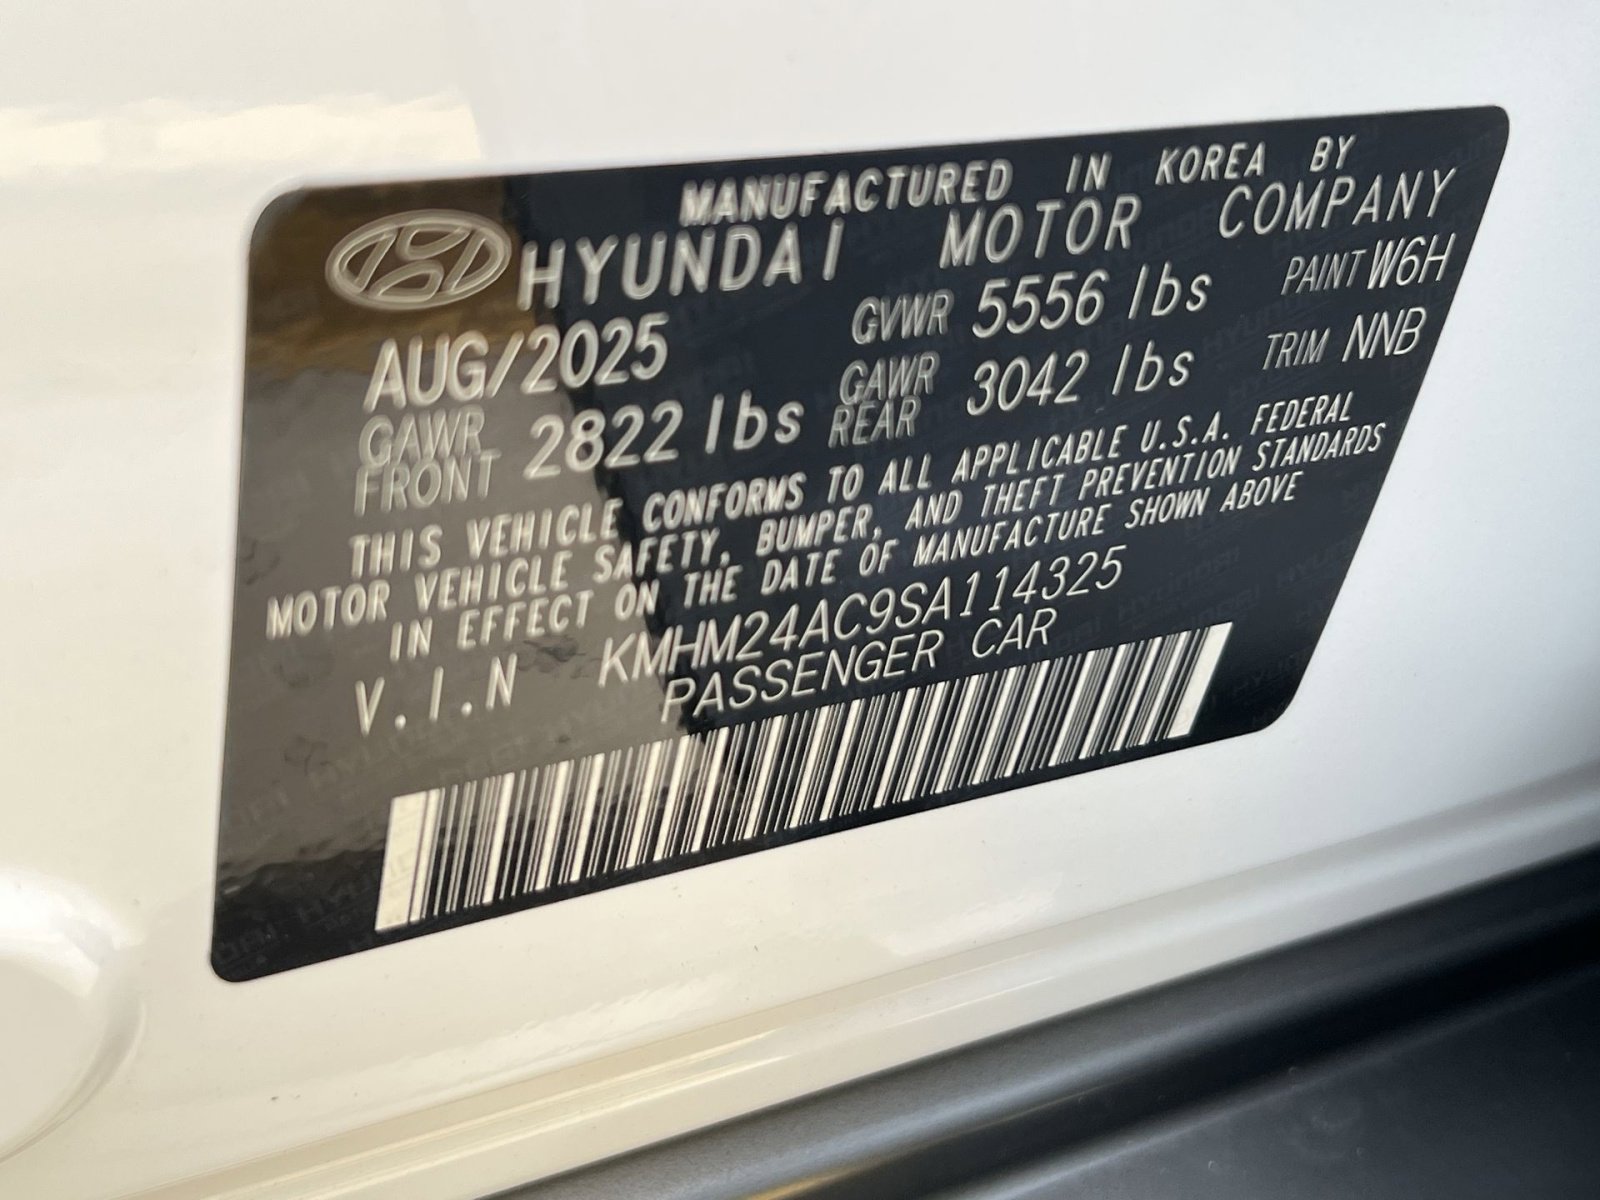 MANUFACTURED IN KOREA BY
HYUNDAI MOTOR COMPANY
AUG/2025 GVWR 5556 lbs PAINT W6H
GAWR FRONT 2822 lbs GAWR REAR 3042 lbs TRIM NNB
THIS VEHICLE CONFORMS TO ALL APPLICABLE U.S.A. FEDERAL
MOTOR VEHICLE SAFETY, BUMPER, AND THEFT PREVENTION STANDARDS
IN EFFECT ON THE DATE OF MANUFACTURE SHOWN ABOVE
V.I.N KMHM24AC9SA114325
PASSENGER CAR